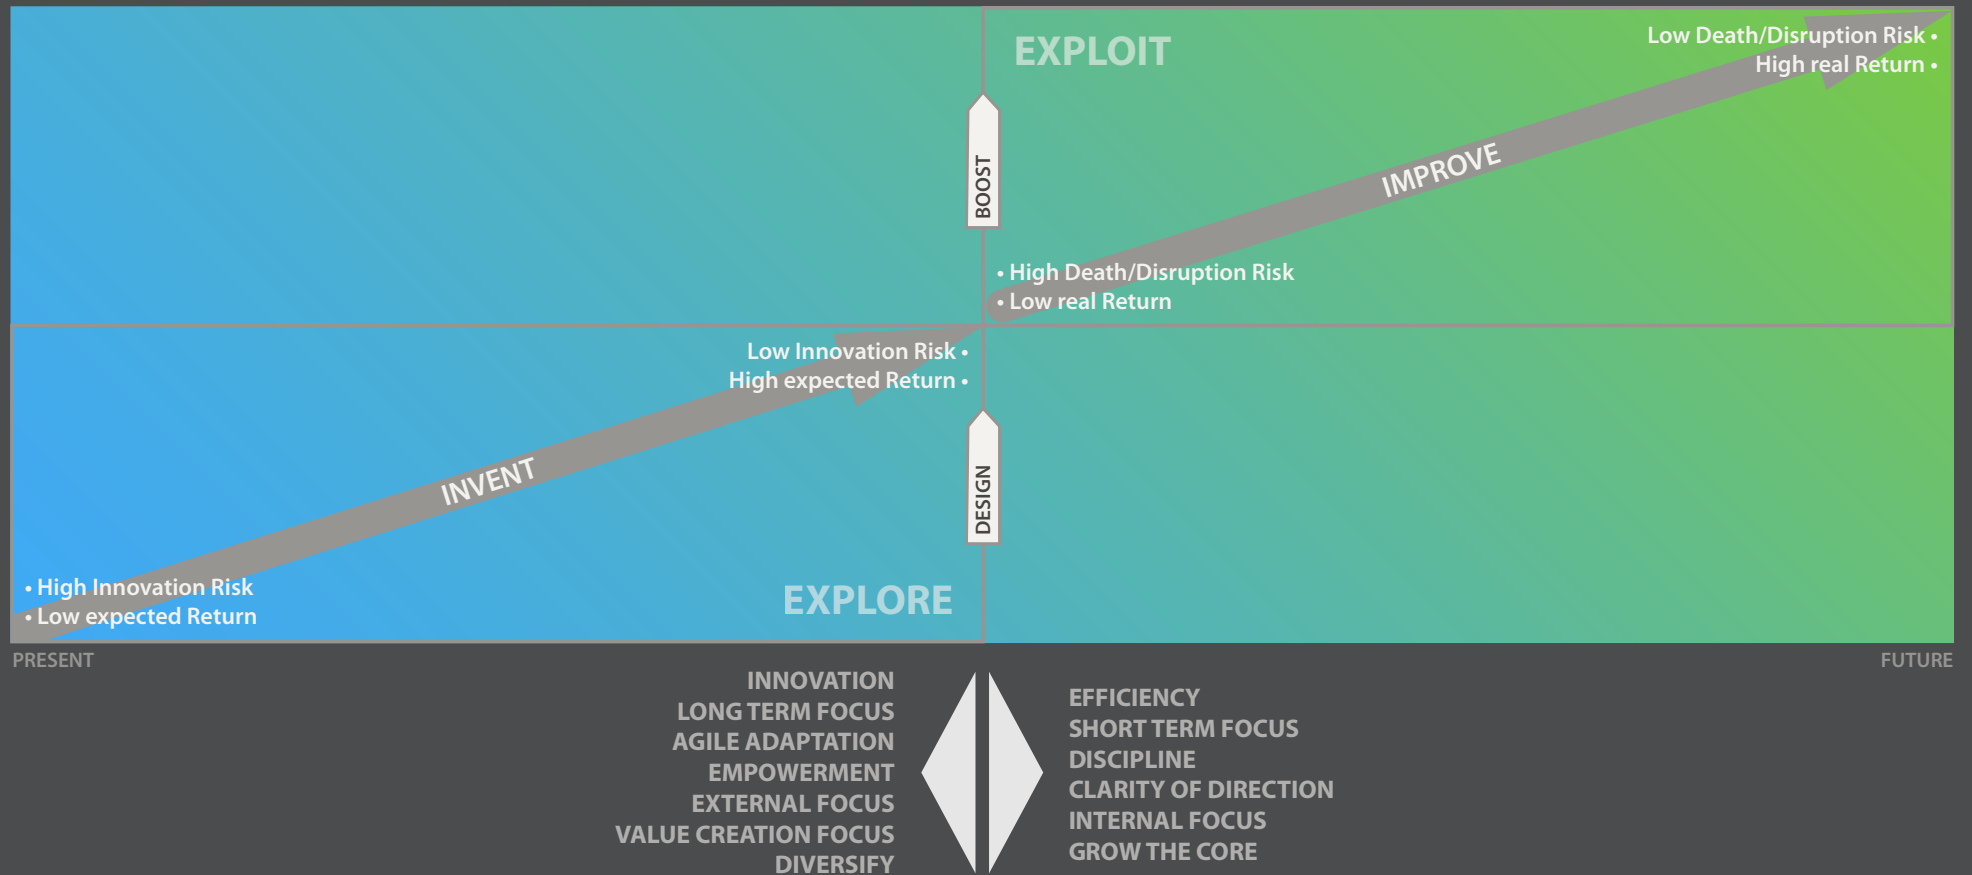 EXPLOIT
Low Death/Disruption Risk •
High real Return •
BOOST
IMPROVE
• High Death/Disruption Risk
• Low real Return
Low Innovation Risk •
High expected Return •
INVENT
DESIGN
• High Innovation Risk
• Low expected Return
EXPLORE
PRESENT
FUTURE
INNOVATION
LONG TERM FOCUS
AGILE ADAPTATION
EMPOWERMENT
EXTERNAL FOCUS
VALUE CREATION FOCUS
DIVERSIFY
EFFICIENCY
SHORT TERM FOCUS
DISCIPLINE
CLARITY OF DIRECTION
INTERNAL FOCUS
GROW THE CORE